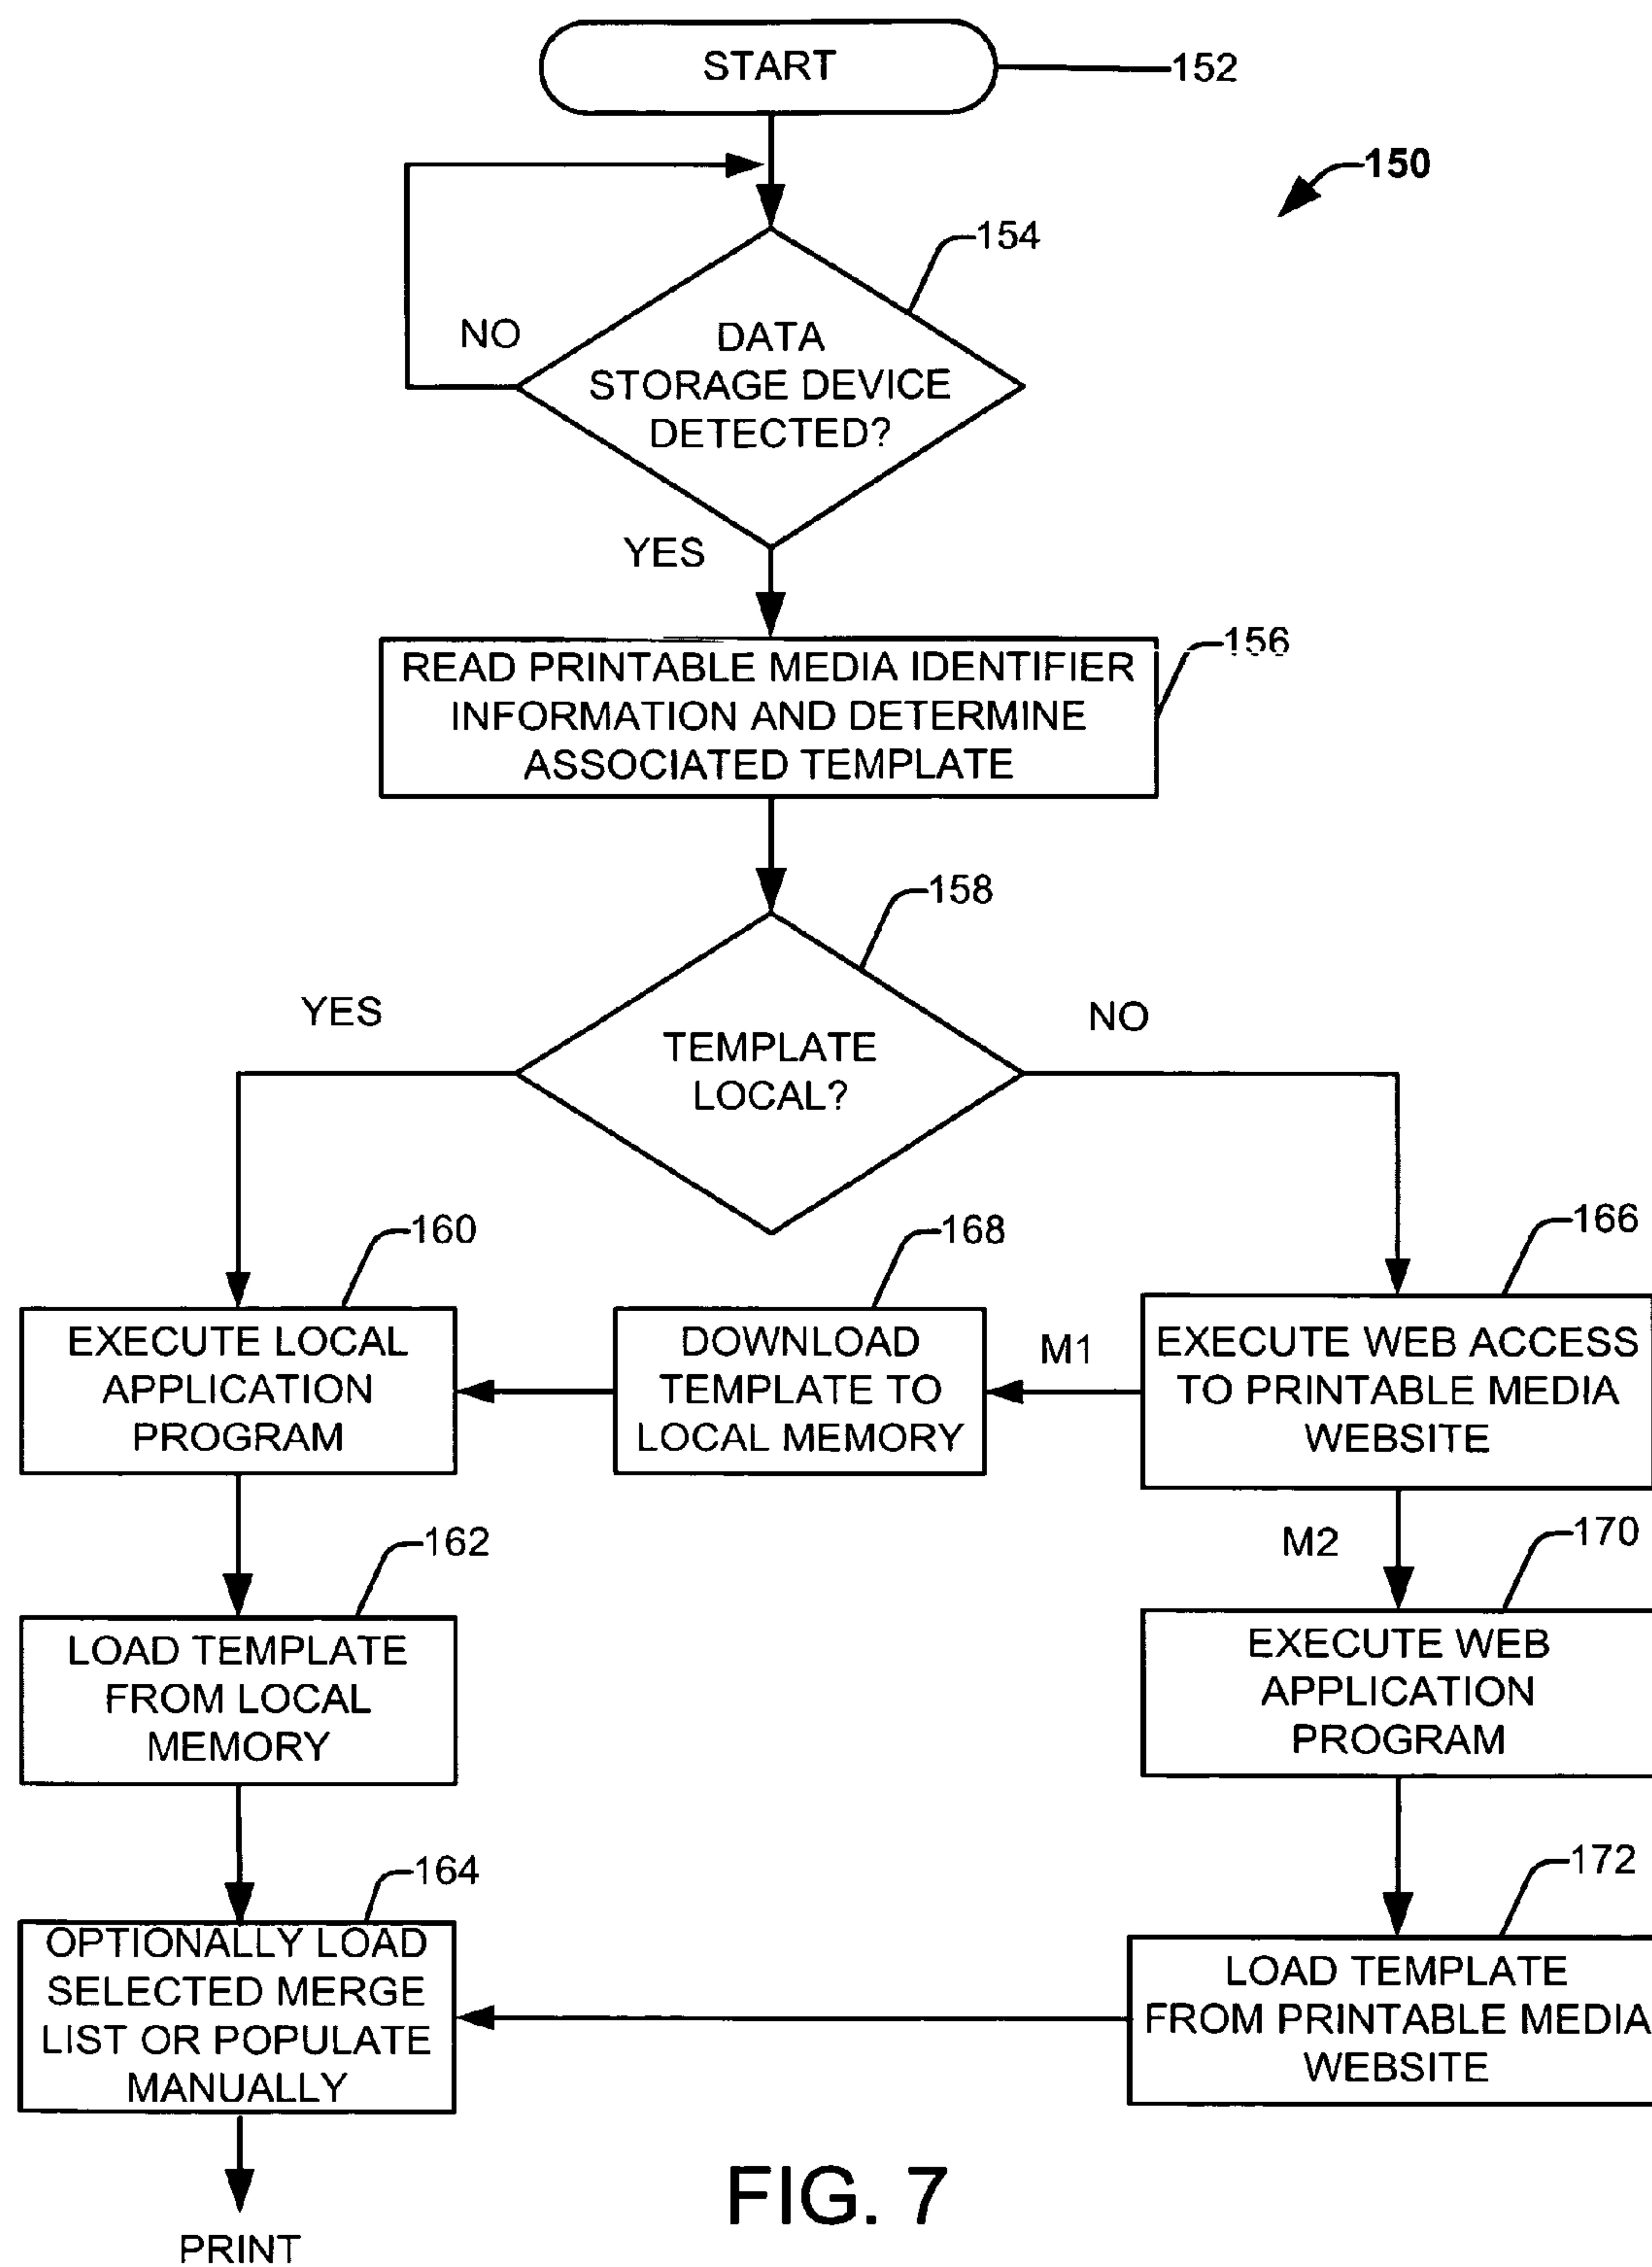 START
152
150
154
NO
DATA
STORAGE DEVICE
DETECTED?
YES
156
READ PRINTABLE MEDIA IDENTIFIER
INFORMATION AND DETERMINE
ASSOCIATED TEMPLATE
158
YES
NO
TEMPLATE
LOCAL?
160
168
166
EXECUTE LOCAL
APPLICATION
PROGRAM
DOWNLOAD
TEMPLATE TO
LOCAL MEMORY
M1
EXECUTE WEB ACCESS
TO PRINTABLE MEDIA
WEBSITE
162
M2
170
LOAD TEMPLATE
FROM LOCAL
MEMORY
EXECUTE WEB
APPLICATION
PROGRAM
164
172
OPTIONALLY LOAD
SELECTED MERGE
LIST OR POPULATE
MANUALLY
LOAD TEMPLATE
FROM PRINTABLE MEDIA
WEBSITE
PRINT
FIG. 7